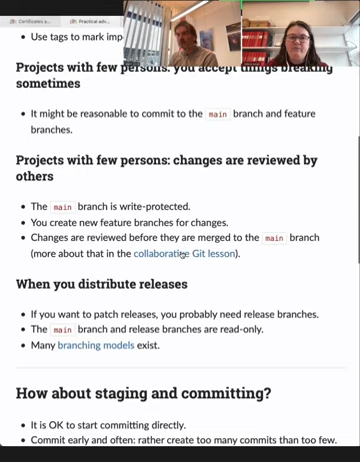 Certificates a...
Practical adv...
• Use tags to mark imp
Projects with few persons: you accept things breaking
sometimes
• It might be reasonable to commit to the main branch and feature
branches.
Projects with few persons: changes are reviewed by
others
• The main branch is write-protected.
• You create new feature branches for changes.
• Changes are reviewed before they are merged to the main branch
(more about that in the collaborative Git lesson).
When you distribute releases
• If you want to patch releases, you probably need release branches.
• The main branch and release branches are read-only.
• Many branching models exist.
How about staging and committing?
• It is OK to start committing directly.
• Commit early and often: rather create too many commits than too few.